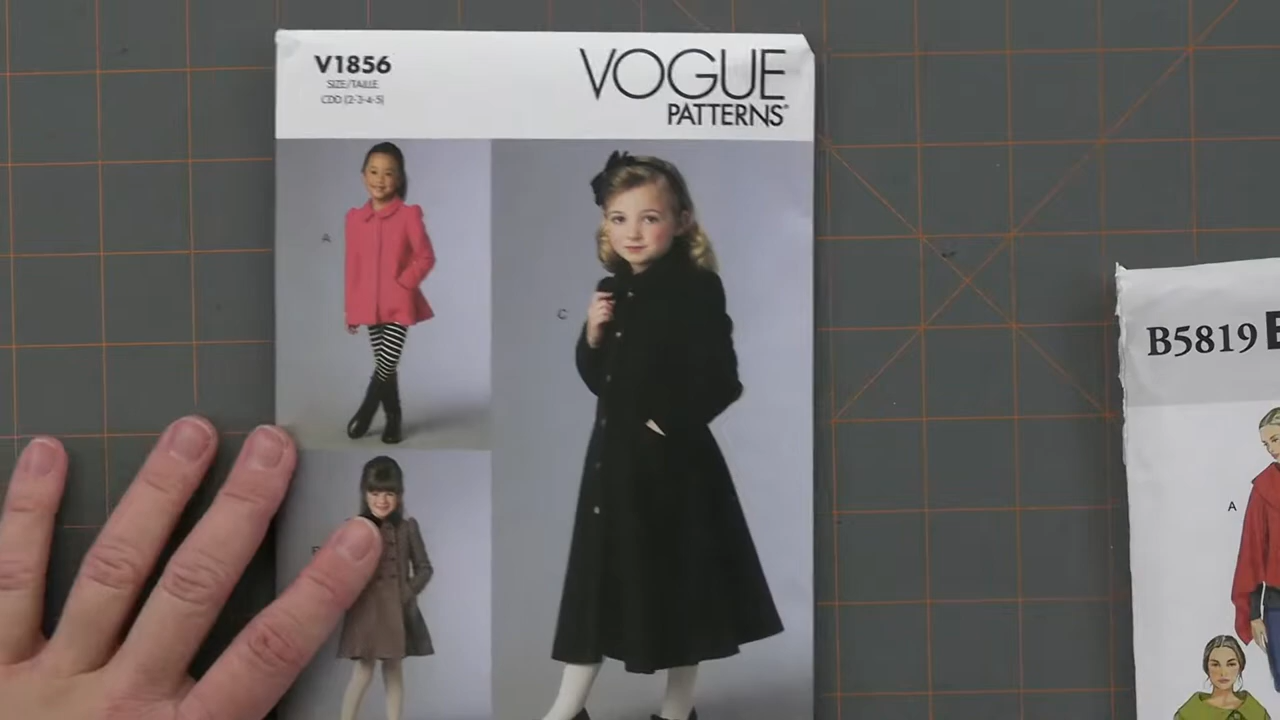 V1856
SIZE/TAILLE
CDD (2-3-4-5)
VOGUE
PATTERNS®
A
C
B5819
A